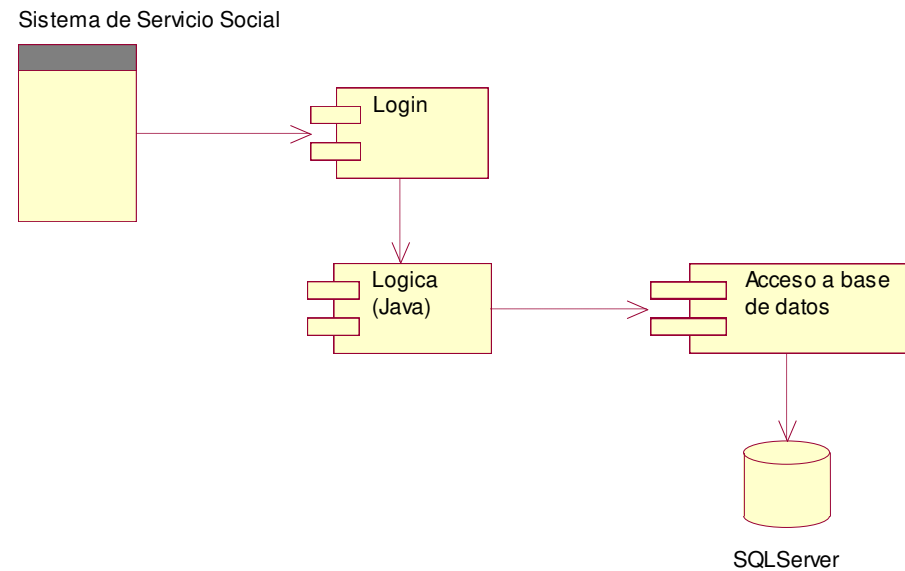 Sistema de Servicio Social
Login
Logica
(Java)
Acceso a base
de datos
SQLServer